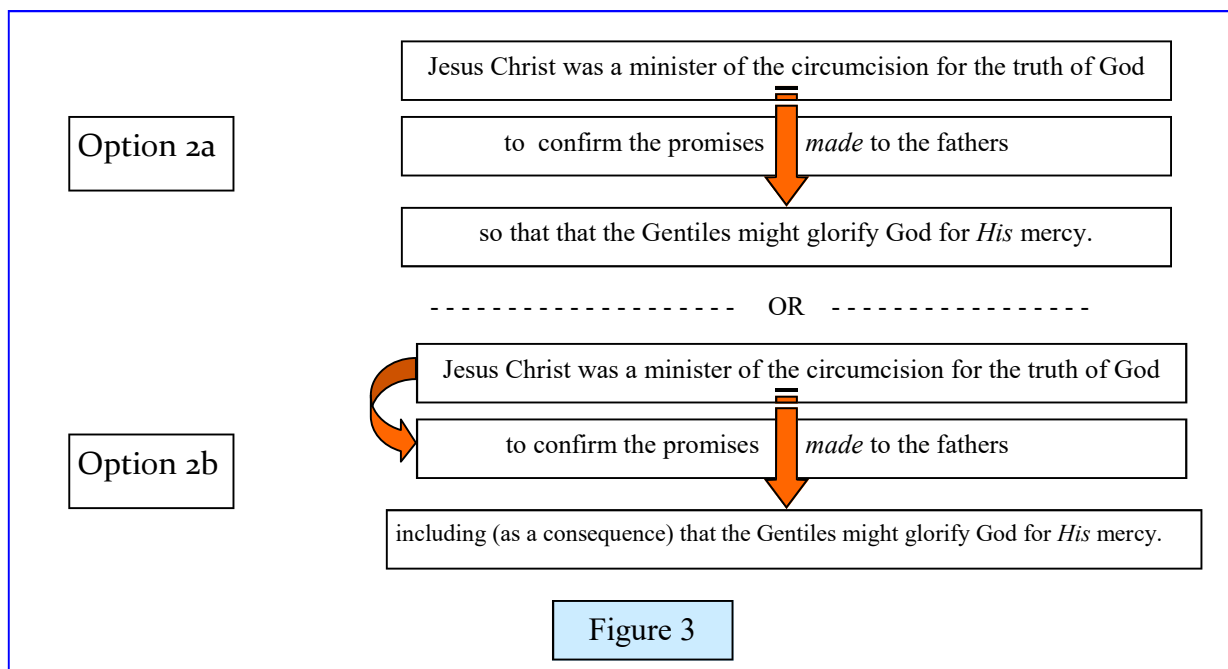 Jesus Christ was a minister of the circumcision for the truth of God
Option 2a
to confirm the promises made to the fathers
so that that the Gentiles might glorify God for His mercy.
- - - - - - - - - - - - - - - - - - - - - OR - - - - - - - - - - - - - - - - - -
Jesus Christ was a minister of the circumcision for the truth of God
to confirm the promises made to the fathers
Option 2b
including (as a consequence) that the Gentiles might glorify God for His mercy.
Figure 3